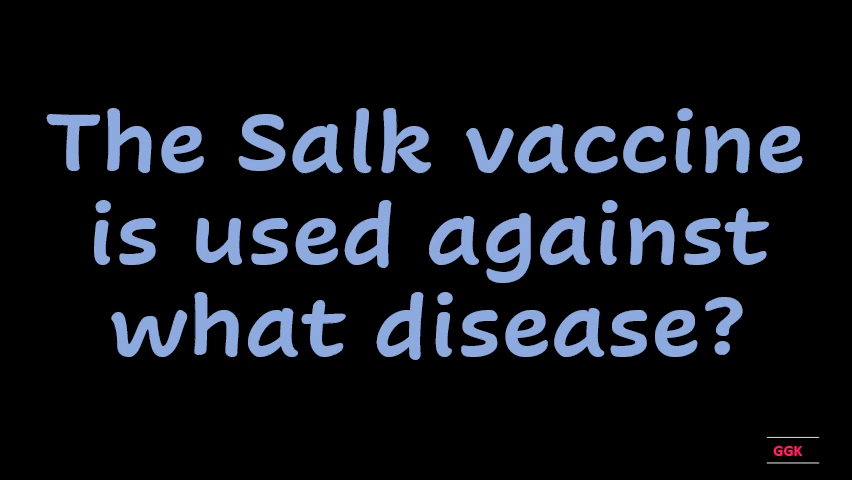 The Salk vaccine
is used against
what disease?
GGK